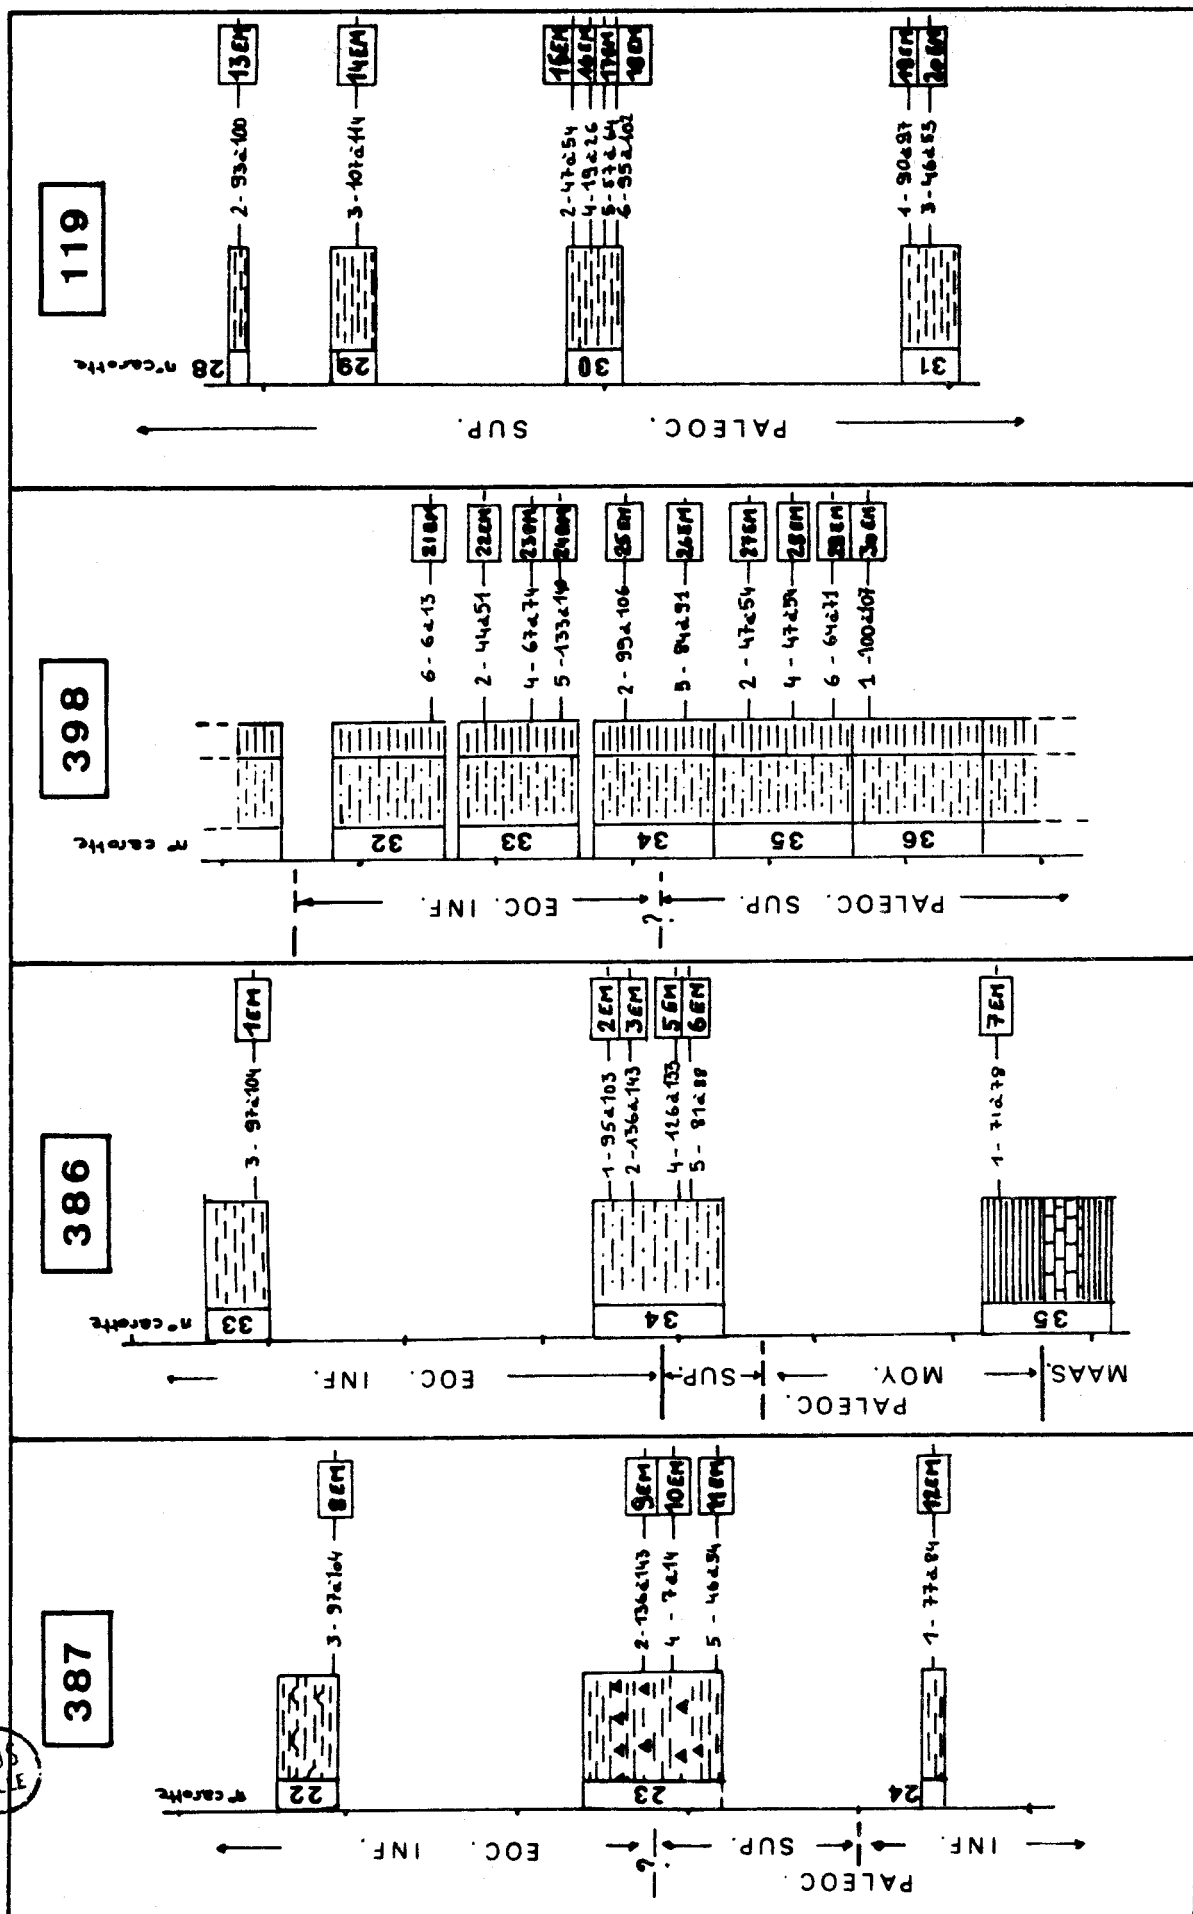 119
n° carotte
28
29
30
31
2 - 93 à 100
3 - 107 à 114
2 - 47 à 54
4 - 19 à 26
5 - 57 à 64
6 - 95 à 102
1 - 90 à 97
3 - 46 à 53
13 EM
14 EM
15 EM
16 EM
17 EM
18 EM
19 EM
20 EM
PALEOC. SUP.
398
n° carotte
32
33
34
35
36
6 - 6 à 13
2 - 44 à 51
4 - 67 à 74
5 - 133 à 140
2 - 99 à 106
5 - 84 à 91
2 - 47 à 54
4 - 47 à 54
6 - 64 à 71
1 - 100 à 107
21 EM
22 EM
23 EM
24 EM
25 EM
26 EM
27 EM
28 EM
29 EM
30 EM
EOC. INF.
?
PALEOC. SUP.
386
n° carotte
33
34
35
3 - 97 à 104
1 - 95 à 103
2 - 136 à 143
4 - 126 à 133
5 - 81 à 88
1 - 71 à 78
1 EM
2 EM
3 EM
5 EM
6 EM
7 EM
EOC. INF.
SUP.
MOY.
PALEOC.
MAAS.
387
n° carotte
22
23
24
3 - 97 à 104
2 - 136 à 143
4 - 7 à 14
5 - 46 à 54
1 - 77 à 84
8 EM
9 EM
10 EM
11 EM
12 EM
EOC. INF.
?
SUP.
INF.
PALEOC.